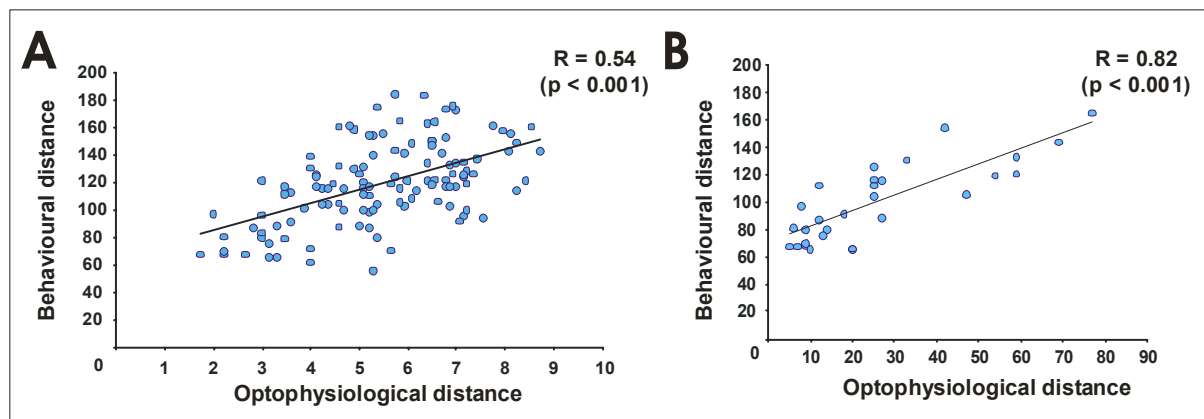 A
R = 0.54
(p < 0.001)
Behavioural distance
200
180
160
140
120
100
80
60
40
20
0
1 2 3 4 5 6 7 8 9 10
Optophysiological distance
B
R = 0.82
(p < 0.001)
Behavioural distance
200
180
160
140
120
100
80
60
40
20
0
10 20 30 40 50 60 70 80 90
Optophysiological distance